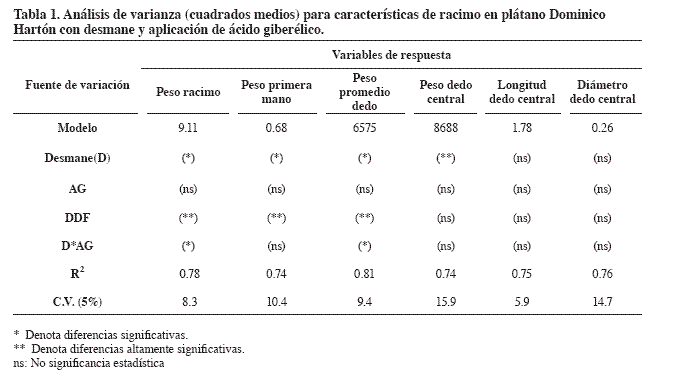 Tabla 1. Análisis de varianza (cuadrados medios) para características de racimo en plátano Dominico
Hartón con desmane y aplicación de ácido giberélico.
Variables de respuesta
Fuente de variación Peso racimo Peso primera mano Peso promedio dedo Peso dedo central Longitud dedo central Diámetro dedo central
Modelo 9.11 0.68 6575 8688 1.78 0.26
Desmane(D) (*) (*) (*) (**) (ns) (ns)
AG (ns) (ns) (ns) (ns) (ns) (ns)
DDF (**) (**) (**) (ns) (ns) (ns)
D*AG (*) (ns) (*) (ns) (ns) (ns)
R² 0.78 0.74 0.81 0.74 0.75 0.76
C.V. (5%) 8.3 10.4 9.4 15.9 5.9 14.7
* Denota diferencias significativas.
** Denota diferencias altamente significativas.
ns: No significancia estadística